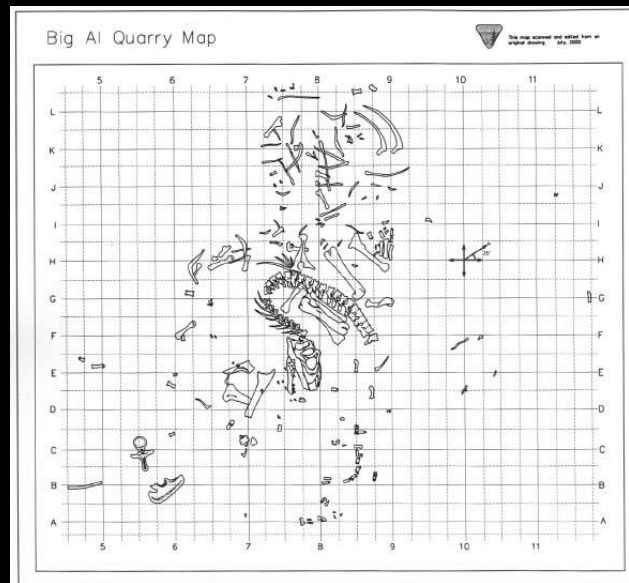 Big Al Quarry Map
This map scanned and edited from an
original drawing July, 2000
5 6 7 8 9 10 11
L L
K K
J J
I I
H H
G G
F F
E E
D D
C C
B B
A A
5 6 7 8 9 10 11